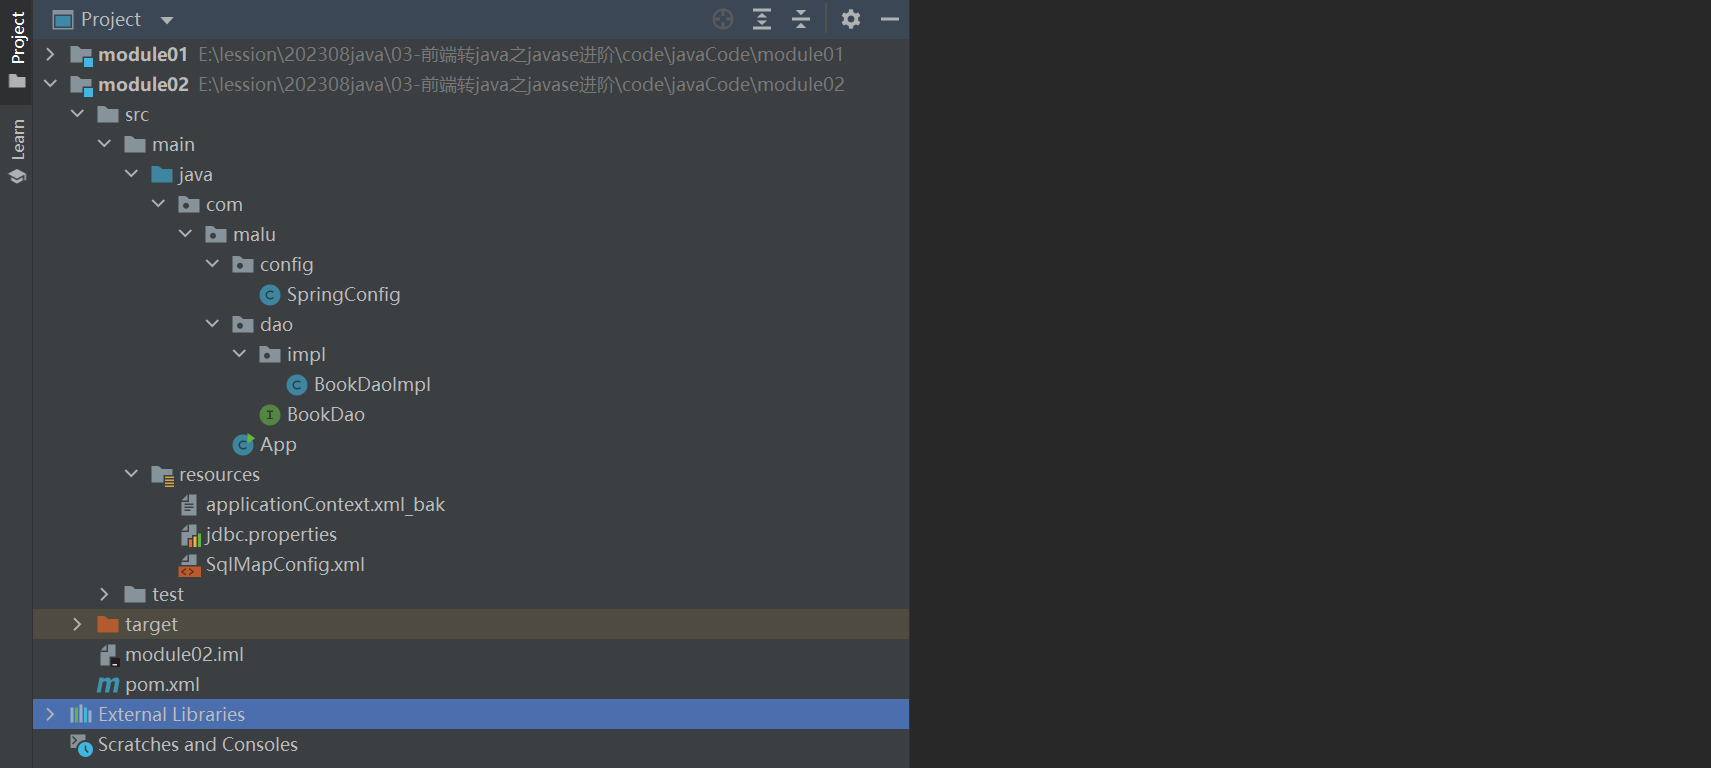 Project
Project
Learn
module01 E:\lession\202308java\03-前端转java之javase进阶\code\javaCode\module01
module02 E:\lession\202308java\03-前端转java之javase进阶\code\javaCode\module02
src
main
java
com
malu
config
SpringConfig
dao
impl
BookDaoImpl
BookDao
App
resources
applicationContext.xml_bak
jdbc.properties
SqlMapConfig.xml
test
target
module02.iml
pom.xml
External Libraries
Scratches and Consoles